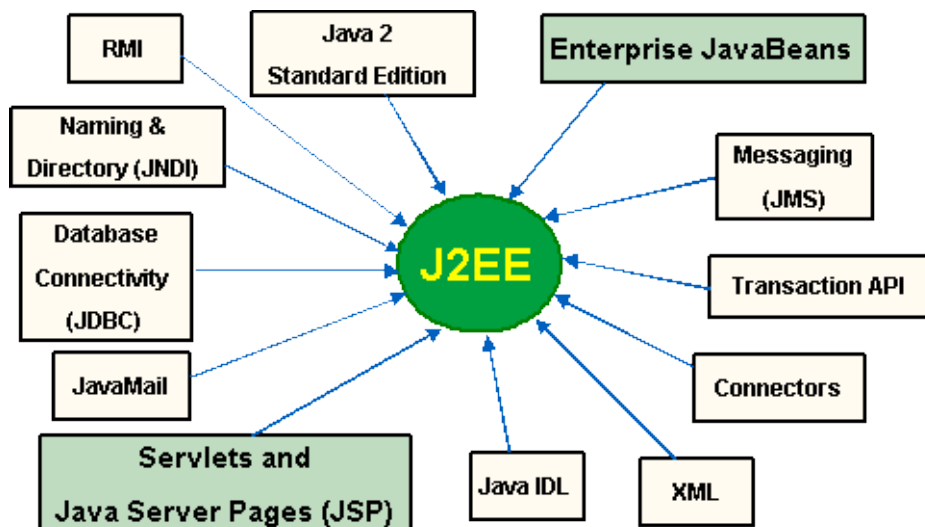 RMI
Java 2
Standard Edition
Enterprise JavaBeans
Naming &
Directory (JNDI)
Messaging
(JMS)
Database
Connectivity
(JDBC)
J2EE
Transaction API
JavaMail
Connectors
Servlets and
Java Server Pages (JSP)
Java IDL
XML